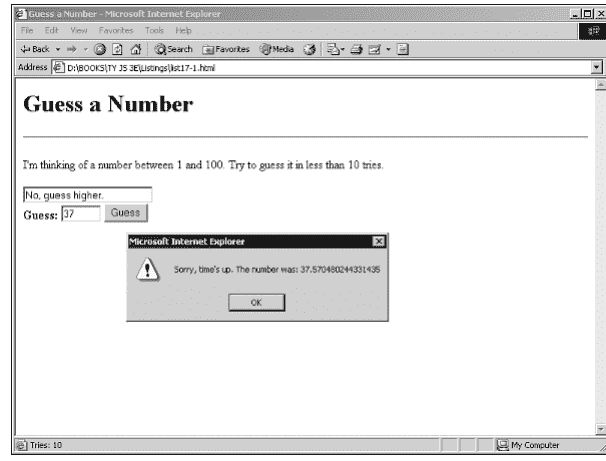 Guess a Number - Microsoft Internet Explorer
File Edit View Favorites Tools Help
Back Search Favorites Media
Address D:\BOOKS\TY JS 3E\Listings\list17-1.html
Guess a Number
I'm thinking of a number between 1 and 100. Try to guess it in less than 10 tries.
No, guess higher.
Guess: 37 Guess
Microsoft Internet Explorer
Sorry, time's up. The number was: 37.570480244331435
OK
Tries: 10 My Computer